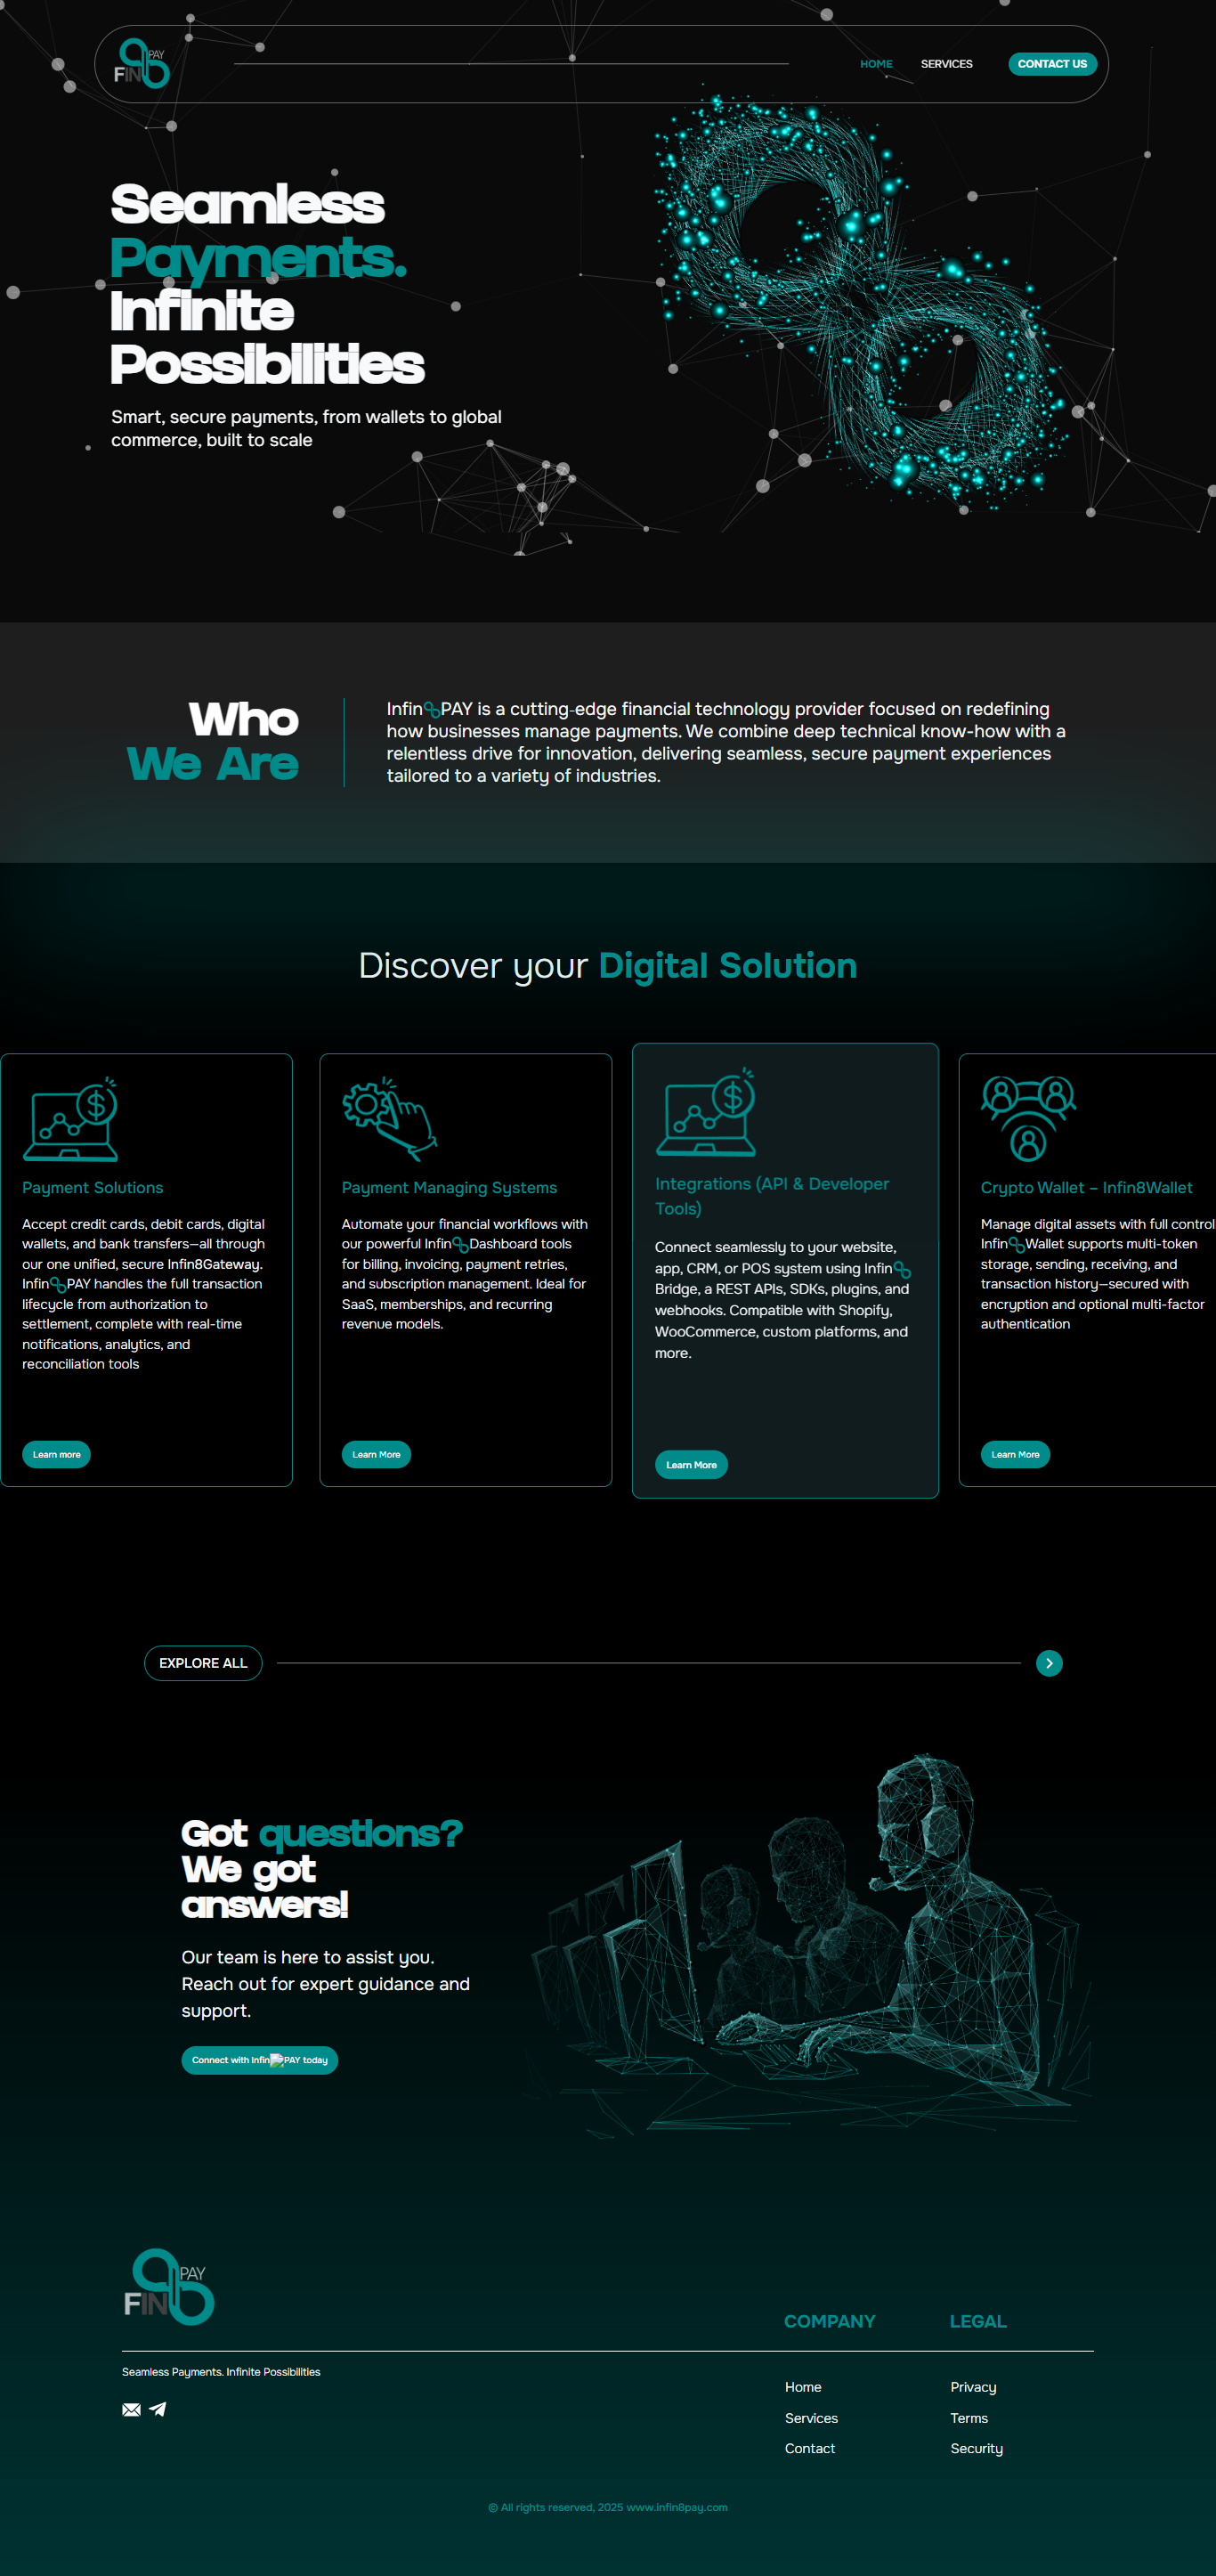 FIN PAY
HOME
SERVICES
CONTACT US
Seamless
Payments.
Infinite
Possibilities
Smart, secure payments, from wallets to global
commerce, built to scale
Who
We Are
Infin PAY is a cutting-edge financial technology provider focused on redefining
how businesses manage payments. We combine deep technical know-how with a
relentless drive for innovation, delivering seamless, secure payment experiences
tailored to a variety of industries.
Discover your Digital Solution
Payment Solutions
Accept credit cards, debit cards, digital
wallets, and bank transfers—all through
our one unified, secure Infin8Gateway.
Infin PAY handles the full transaction
lifecycle from authorization to
settlement, complete with real-time
notifications, analytics, and
reconciliation tools
Learn more
Payment Managing Systems
Automate your financial workflows with
our powerful Infin Dashboard tools
for billing, invoicing, payment retries,
and subscription management. Ideal for
SaaS, memberships, and recurring
revenue models.
Learn More
Integrations (API & Developer
Tools)
Connect seamlessly to your website,
app, CRM, or POS system using Infin
Bridge, a REST APIs, SDKs, plugins, and
webhooks. Compatible with Shopify,
WooCommerce, custom platforms, and
more.
Learn More
Crypto Wallet – Infin8Wallet
Manage digital assets with full control
Infin Wallet supports multi-token
storage, sending, receiving, and
transaction history—secured with
encryption and optional multi-factor
authentication
Learn More
EXPLORE ALL
Got questions?
We got
answers!
Our team is here to assist you.
Reach out for expert guidance and
support.
Connect with Infin PAY today
FIN PAY
COMPANY
LEGAL
Seamless Payments. Infinite Possibilities
Home
Privacy
Services
Terms
Contact
Security
© All rights reserved, 2025 www.infin8pay.com